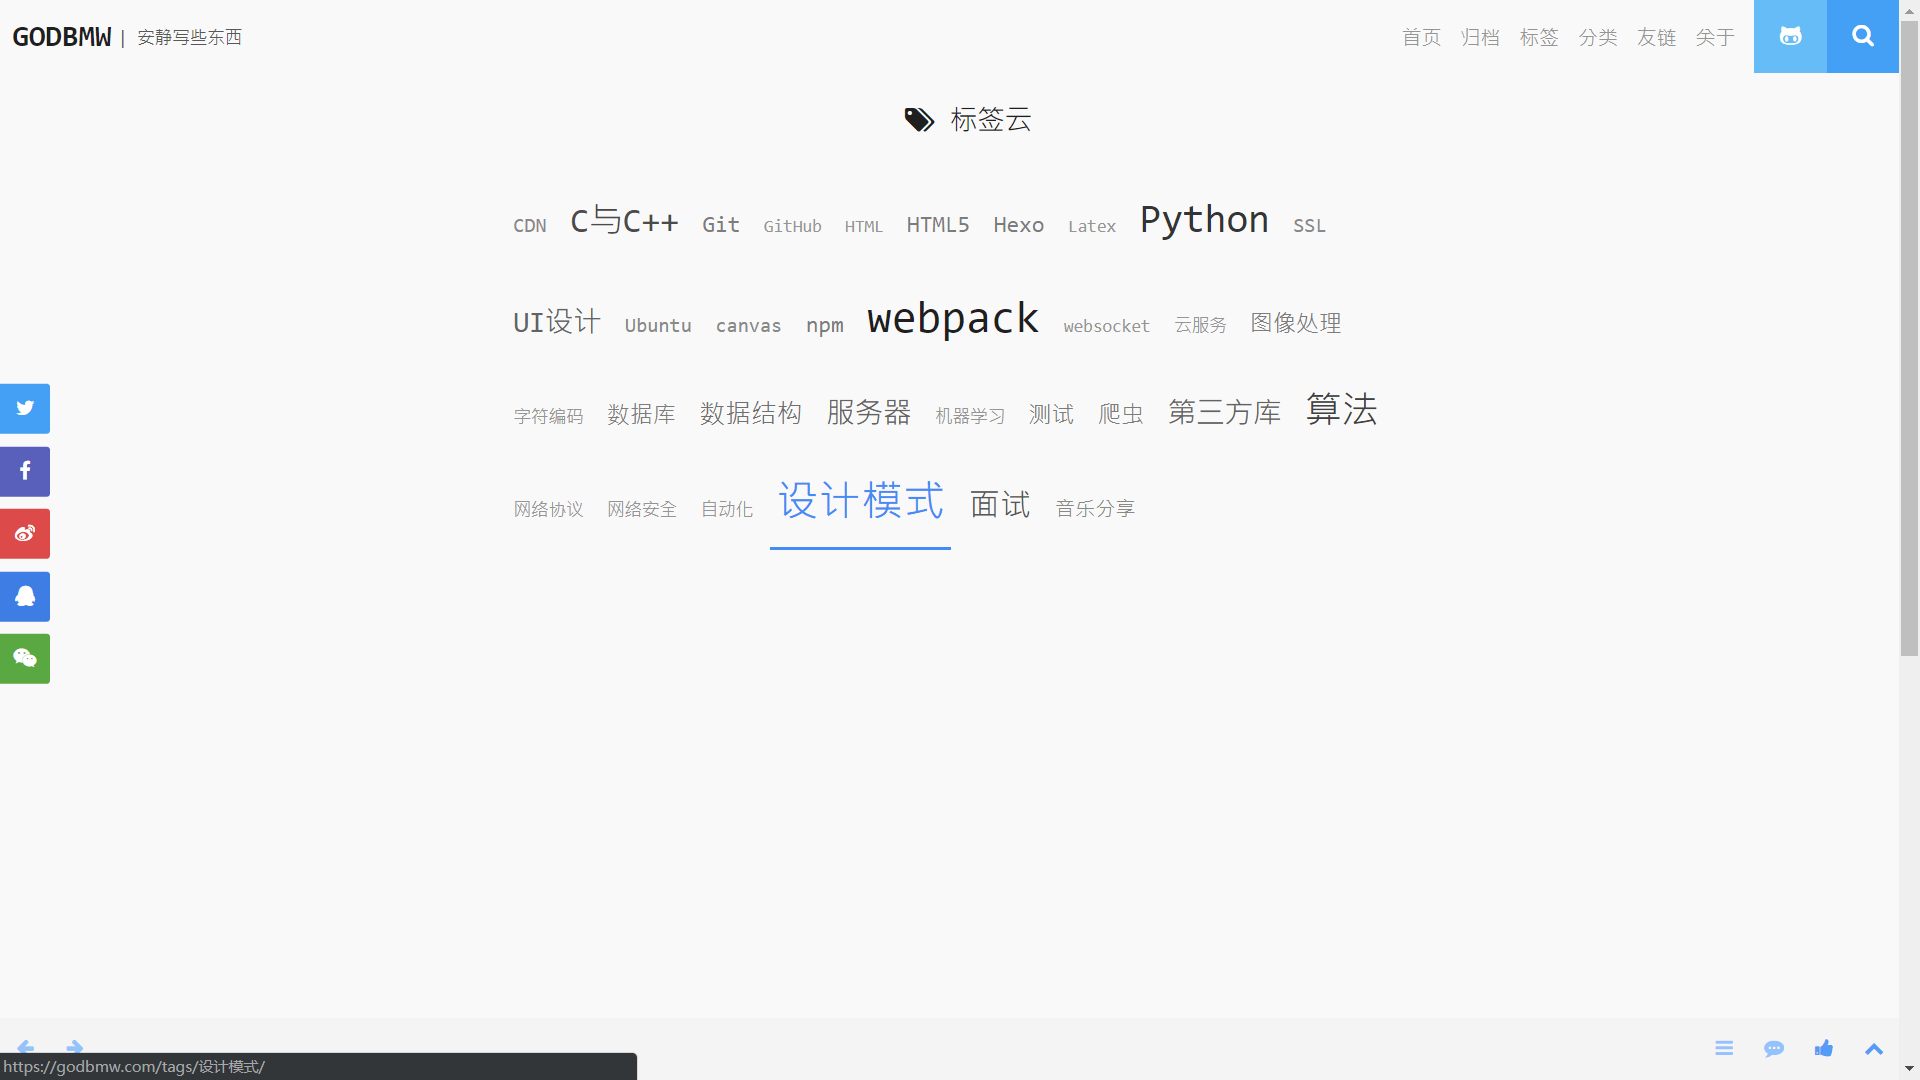 GODBMW | 安静写些东西 首页 归档 标签 分类 友链 关于
标签云
CDN C与C++ Git GitHub HTML HTML5 Hexo Latex Python SSL
UI设计 Ubuntu canvas npm webpack websocket 云服务 图像处理
字符编码 数据库 数据结构 服务器 机器学习 测试 爬虫 第三方库 算法
网络协议 网络安全 自动化 设计模式 面试 音乐分享
https://godbmw.com/tags/设计模式/